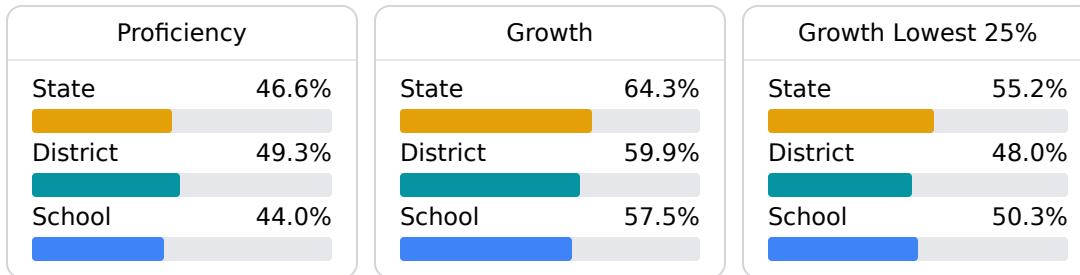 Proficiency
State 46.6%
District 49.3%
School 44.0%
Growth
State 64.3%
District 59.9%
School 57.5%
Growth Lowest 25%
State 55.2%
District 48.0%
School 50.3%